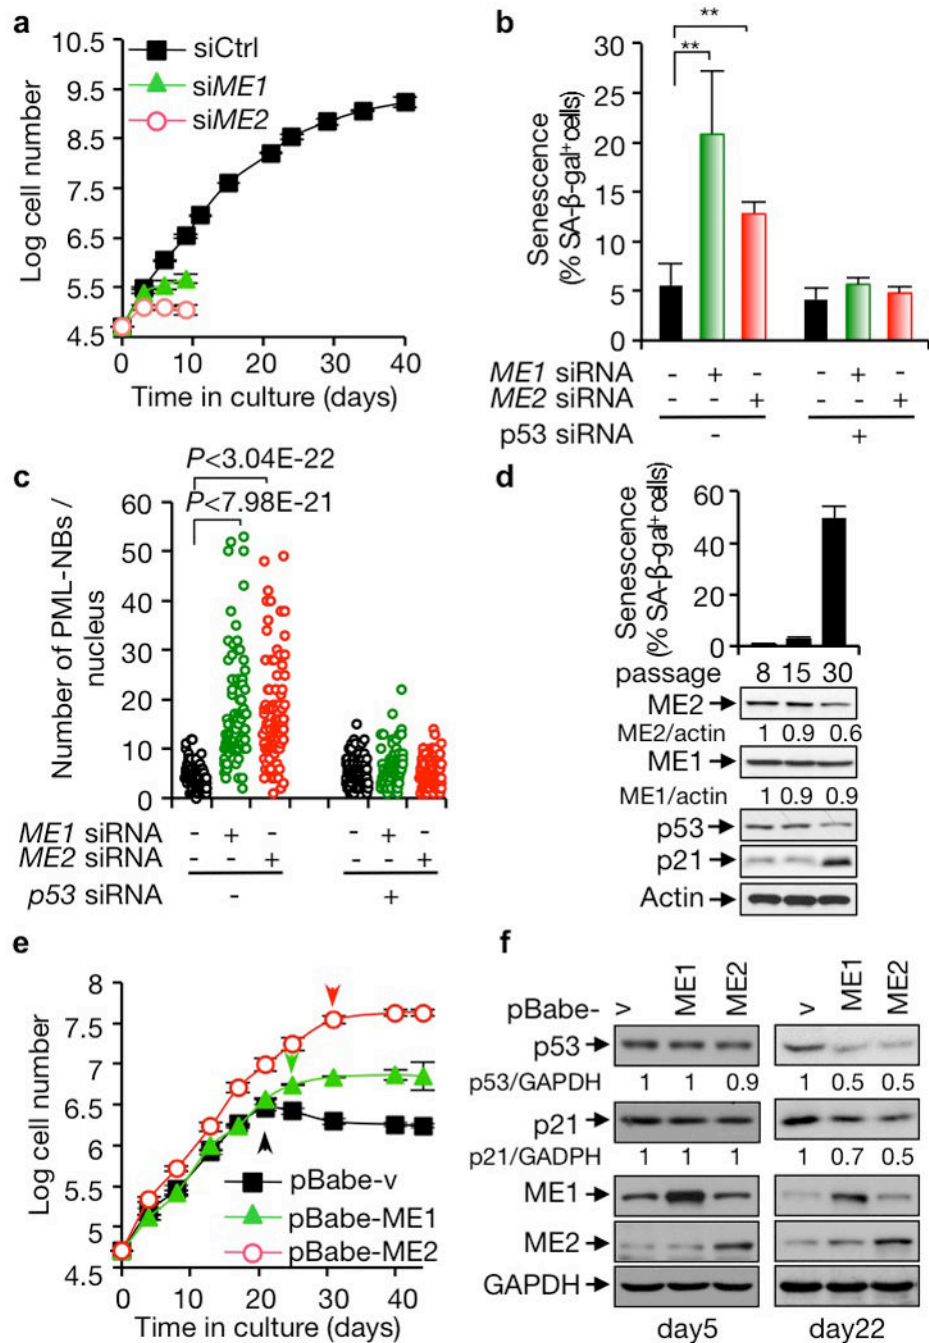 a
10.5
9.5
8.5
7.5
6.5
5.5
4.5
Log cell number
siCtrl
siME1
siME2
0 10 20 30 40
Time in culture (days)
b
30
25
20
15
10
5
0
Senescence
(% SA-β-gal+cells)
**
**
ME1 siRNA - + - - + -
ME2 siRNA - - + - - +
p53 siRNA - +
c
P<3.04E-22
P<7.98E-21
60
50
40
30
20
10
0
Number of PML-NBs /
nucleus
ME1 siRNA - + - - + -
ME2 siRNA - - + - - +
p53 siRNA - +
d
60
40
20
0
Senescence
(% SA-β-gal+cells)
passage 8 15 30
ME2
ME2/actin 1 0.9 0.6
ME1
ME1/actin 1 0.9 0.9
p53
p21
Actin
e
8
7.5
7
6.5
6
5.5
5
4.5
Log cell number
pBabe-v
pBabe-ME1
pBabe-ME2
0 10 20 30 40
Time in culture (days)
f
pBabe- v ME1 ME2 v ME1 ME2
p53
p53/GAPDH 1 1 0.9 1 0.5 0.5
p21
p21/GADPH 1 1 1 1 0.7 0.5
ME1
ME2
GAPDH
day5 day22